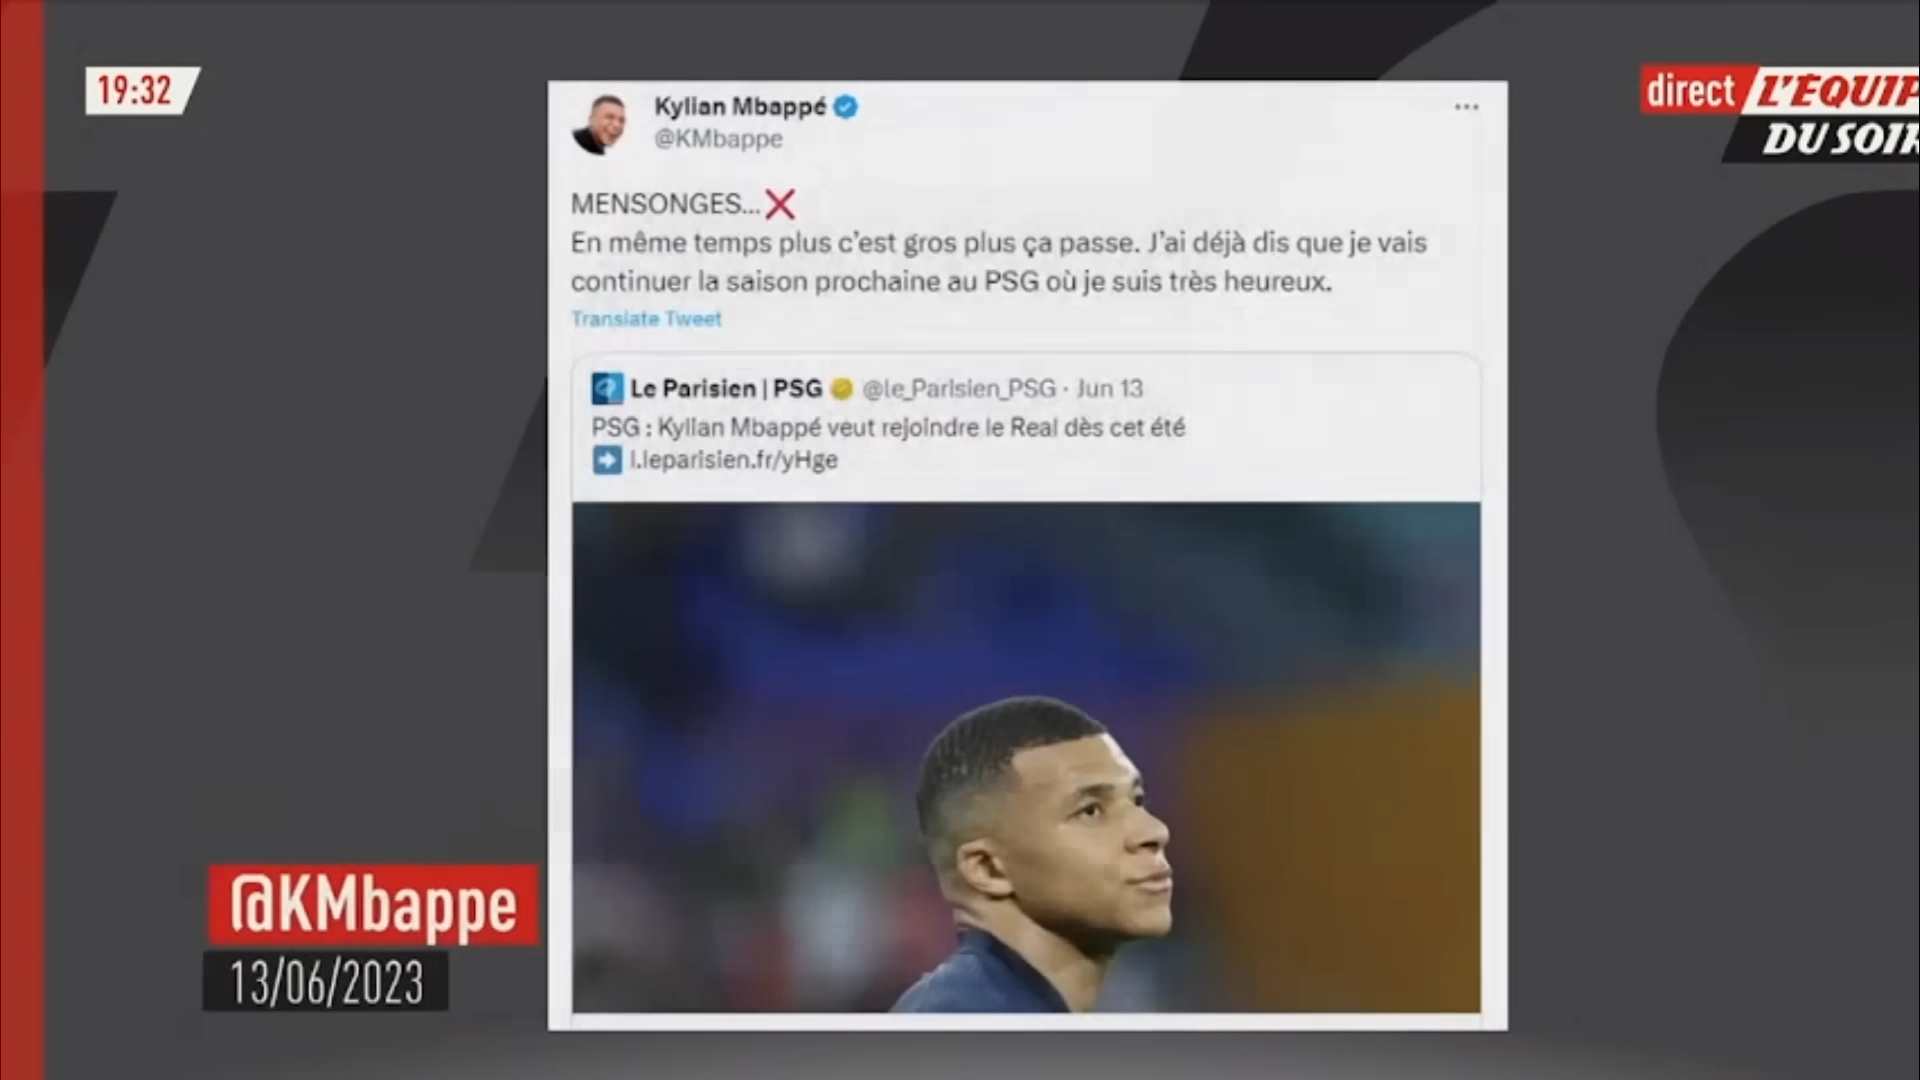 19:32
direct L'ÉQUIP
DU SOIR
Kylian Mbappé
@KMbappe
MENSONGES...❌
En même temps plus c'est gros plus ça passe. J'ai déjà dis que je vais
continuer la saison prochaine au PSG où je suis très heureux.
Translate Tweet
Le Parisien | PSG @le_Parisien_PSG · Jun 13
PSG : Kylian Mbappé veut rejoindre le Real dès cet été
➡ l.leparisien.fr/yHge
@KMbappe
13/06/2023